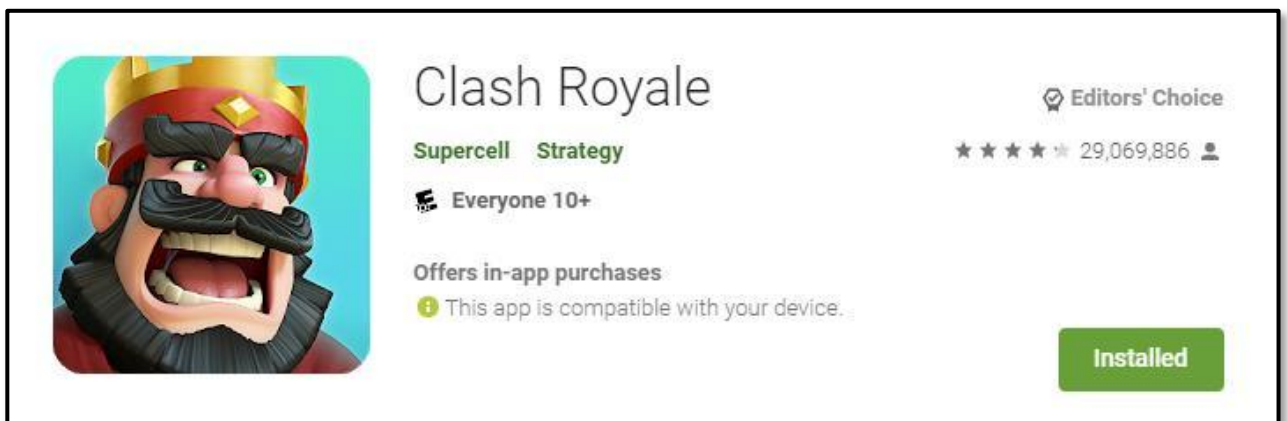 Clash Royale
Editors' Choice
Supercell Strategy
29,069,886
Everyone 10+
Offers in-app purchases
This app is compatible with your device.
Installed